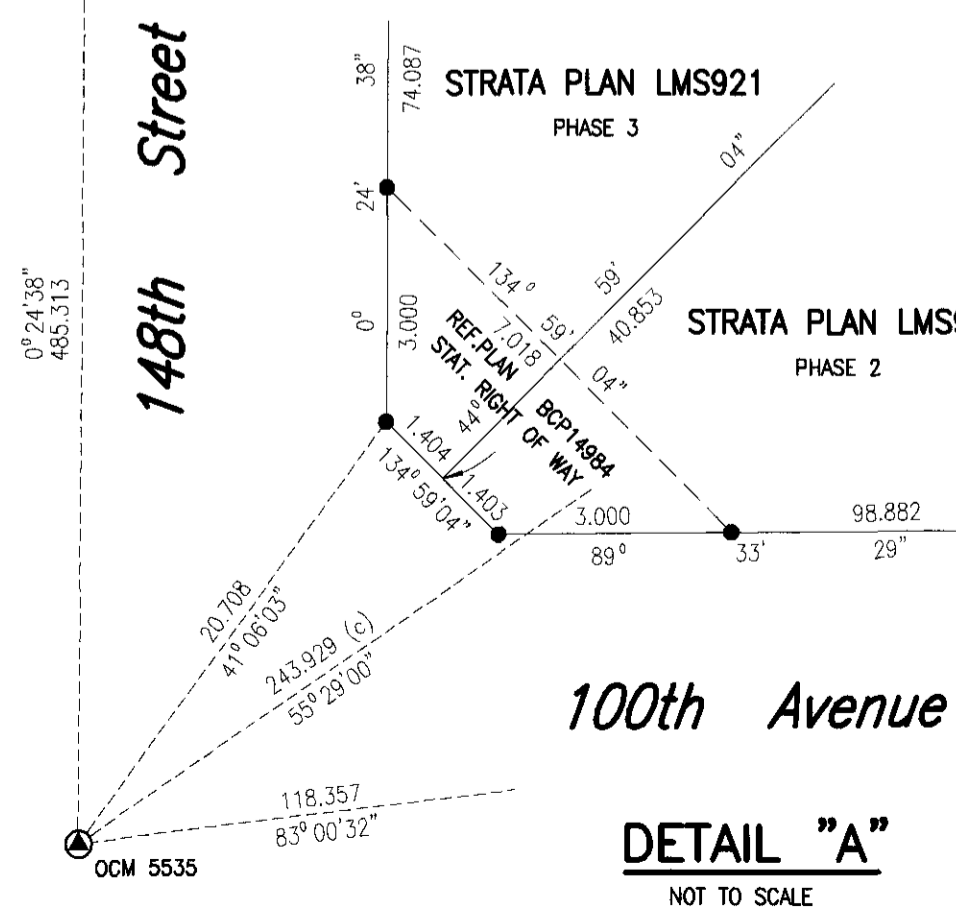 148th Street
0° 24'38"
485.313
0° 24' 38"
3.000
74.087
STRATA PLAN LMS921
PHASE 3
44° 59' 04"
40.853
134° 59' 04"
7.018
REF.PLAN BCP14984
STAT. RIGHT OF WAY
STRATA PLAN LMS9
PHASE 2
1.404
1.403
134° 59'04"
3.000
98.882
89° 33' 29"
20.708
41° 06'03"
243.929 (c)
55° 29'00"
118.357
83° 00'32"
OCM 5535
100th Avenue
DETAIL "A"
NOT TO SCALE